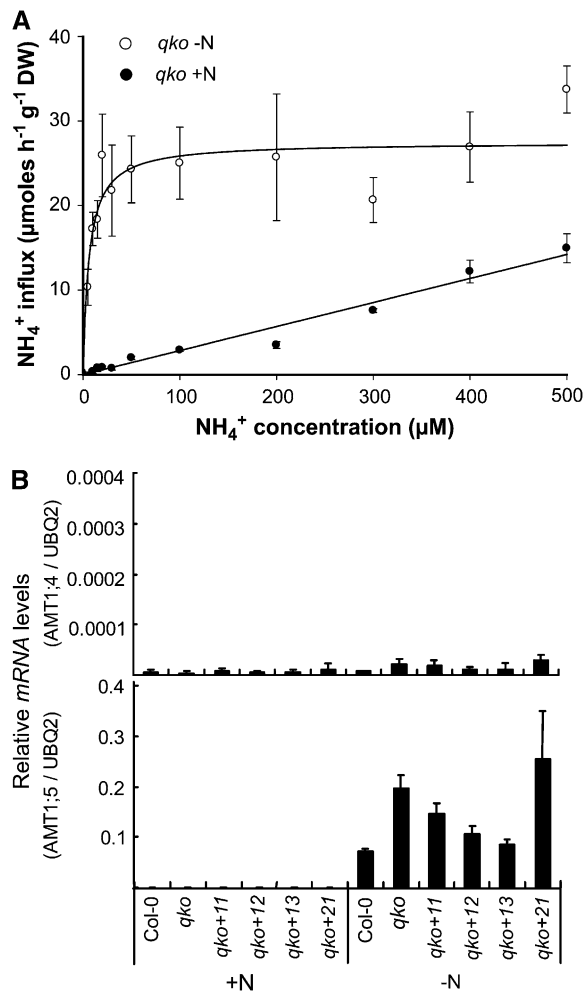 A
qko -N
qko +N
NH₄⁺ influx (µmoles h⁻¹ g⁻¹ DW)
40
30
20
10
0
0 100 200 300 400 500
NH₄⁺ concentration (µM)
B
Relative mRNA levels
(AMT1;4 / UBQ2)
0.0004
0.0003
0.0002
0.0001
(AMT1;5 / UBQ2)
0.4
0.3
0.2
0.1
Col-0 qko qko+11 qko+12 qko+13 qko+21 Col-0 qko qko+11 qko+12 qko+13 qko+21
+N -N